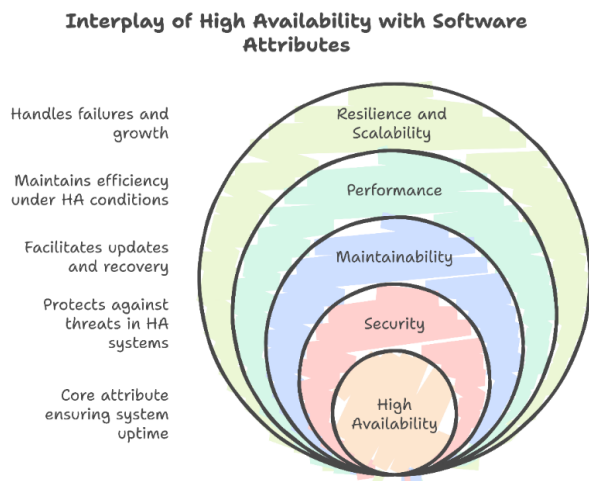 Interplay of High Availability with Software
Attributes
Handles failures and
growth
Resilience and
Scalability
Maintains efficiency
under HA conditions
Performance
Facilitates updates
and recovery
Maintainability
Protects against
threats in HA
systems
Security
Core attribute
ensuring system
uptime
High
Availability